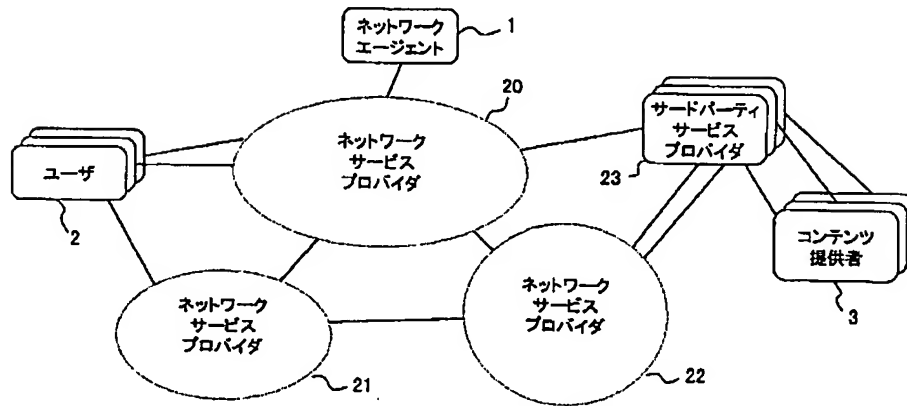 ネットワーク
エージェント
1
20
ネットワーク
サービス
プロバイダ
サードパーティ
サービス
プロバイダ
23
ユーザ
2
コンテンツ
提供者
3
ネットワーク
サービス
プロバイダ
21
ネットワーク
サービス
プロバイダ
22